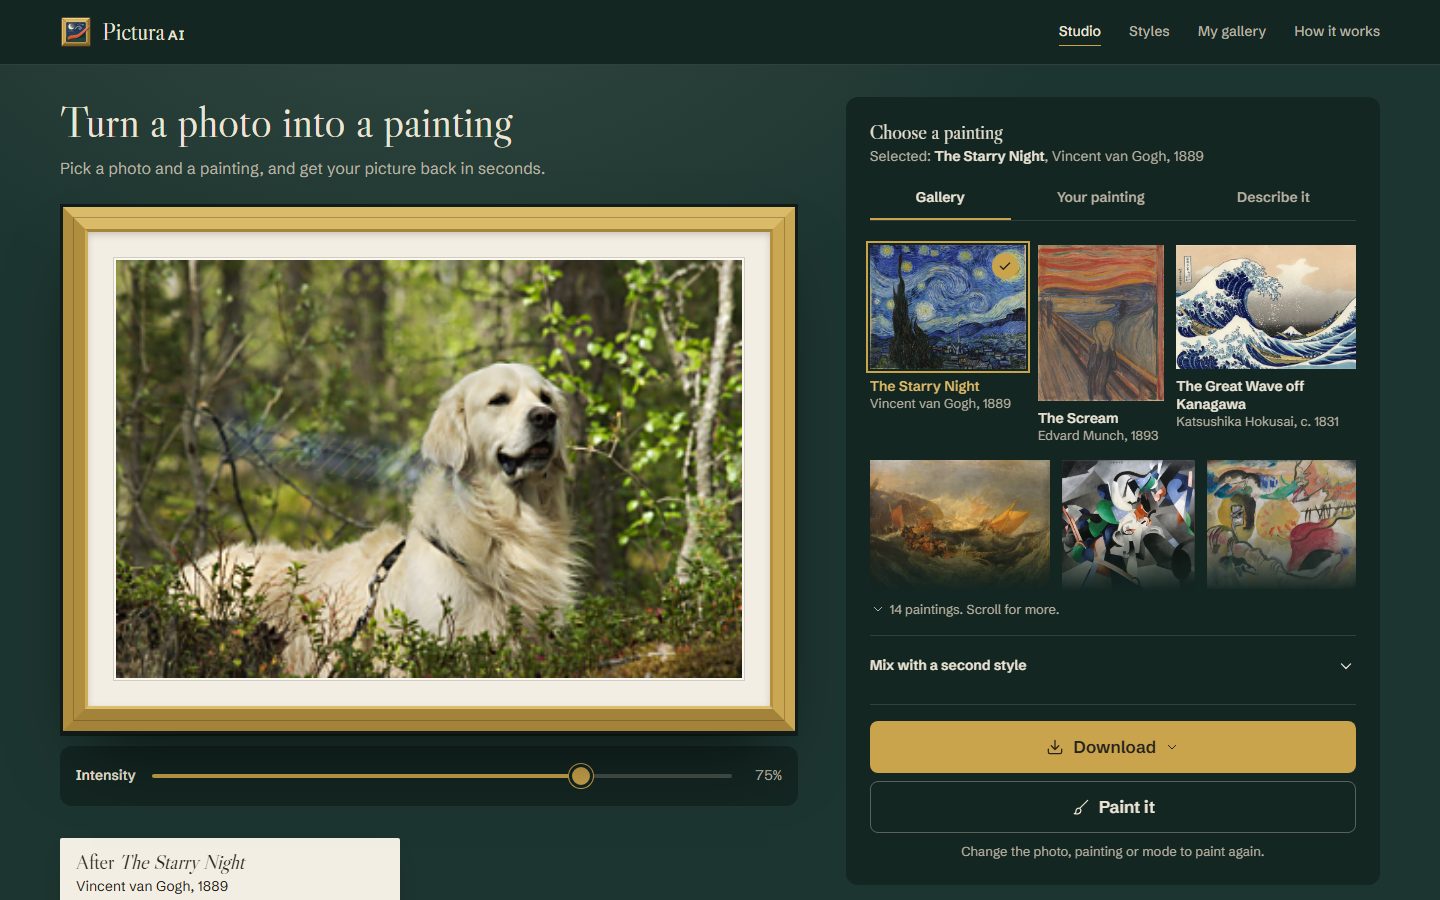 Pictura AI
Studio
Styles
My gallery
How it works
Turn a photo into a painting
Pick a photo and a painting, and get your picture back in seconds.
Intensity
75%
After The Starry Night
Vincent van Gogh, 1889
Choose a painting
Selected: The Starry Night, Vincent van Gogh, 1889
Gallery
Your painting
Describe it
The Starry Night
Vincent van Gogh, 1889
The Scream
Edvard Munch, 1893
The Great Wave off
Kanagawa
Katsushika Hokusai, c. 1831
14 paintings. Scroll for more.
Mix with a second style
Download
Paint it
Change the photo, painting or mode to paint again.